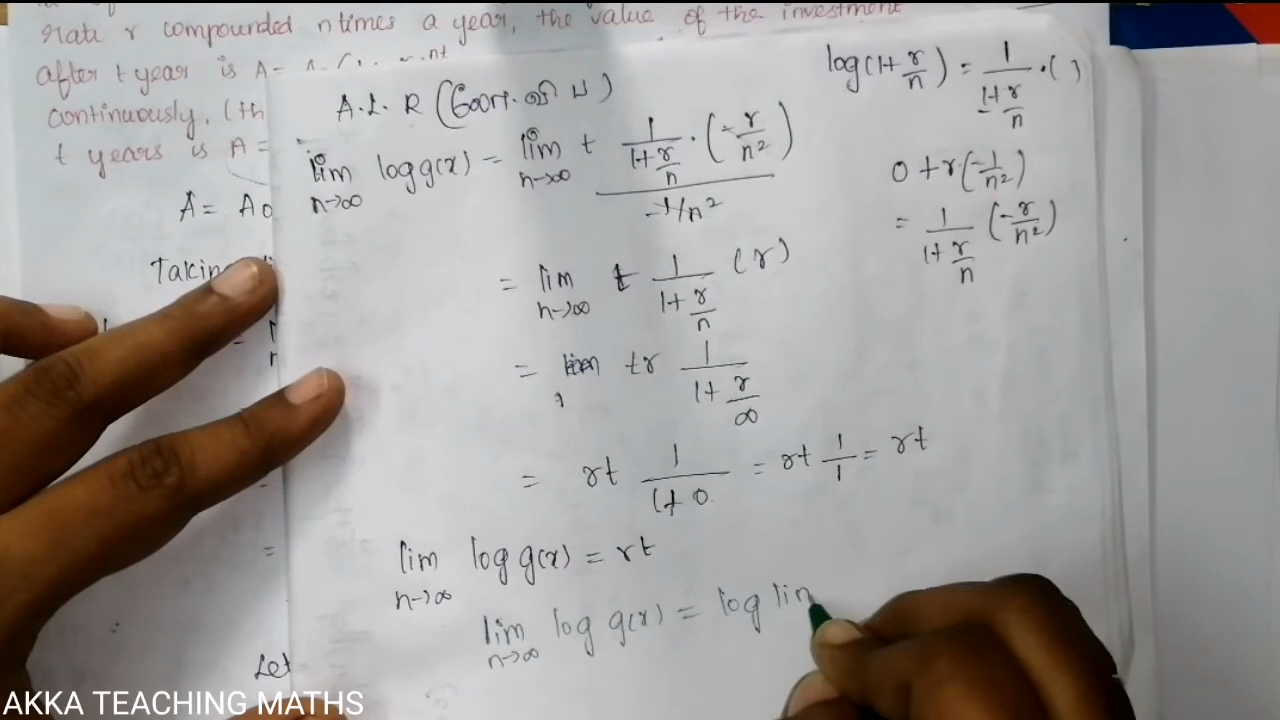 rate r compounded n times a year, the value of the investment
after t year is A=
continuously, (th
t years is A =
A = A0
Taking
A.L. R (லோபி. விதி)
lim n→∞ log g(x) = lim n→∞ t (1/(1+r/n) · (-r/n²)) / (-1/n²)
= lim n→∞ t 1/(1+r/n) (r)
= tr 1/(1+r/∞)
= rt 1/(1+0) = rt 1/1 = rt
lim n→∞ log g(x) = rt
lim n→∞ log g(x) = log lim
log(1+r/n) = 1/(1+r/n) · ( )
0 + r(-1/n²)
= 1/(1+r/n) (-r/n²)
Let
AKKA TEACHING MATHS